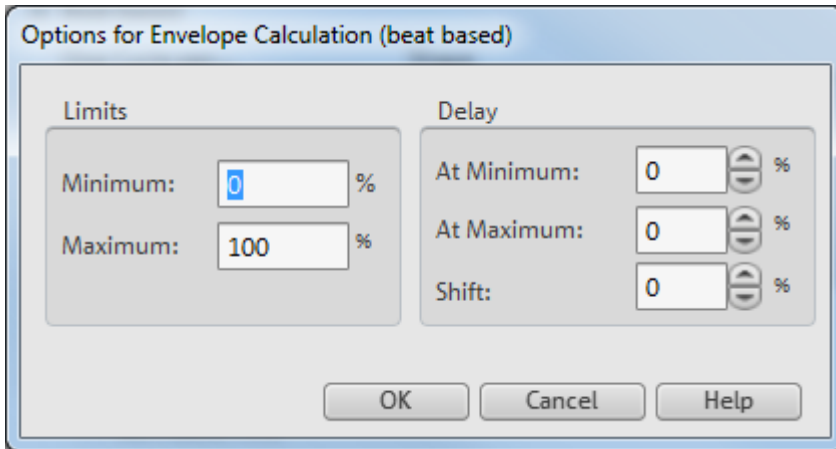 Options for Envelope Calculation (beat based)
Limits
Minimum: 0 %
Maximum: 100 %
Delay
At Minimum: 0 %
At Maximum: 0 %
Shift: 0 %
OK Cancel Help